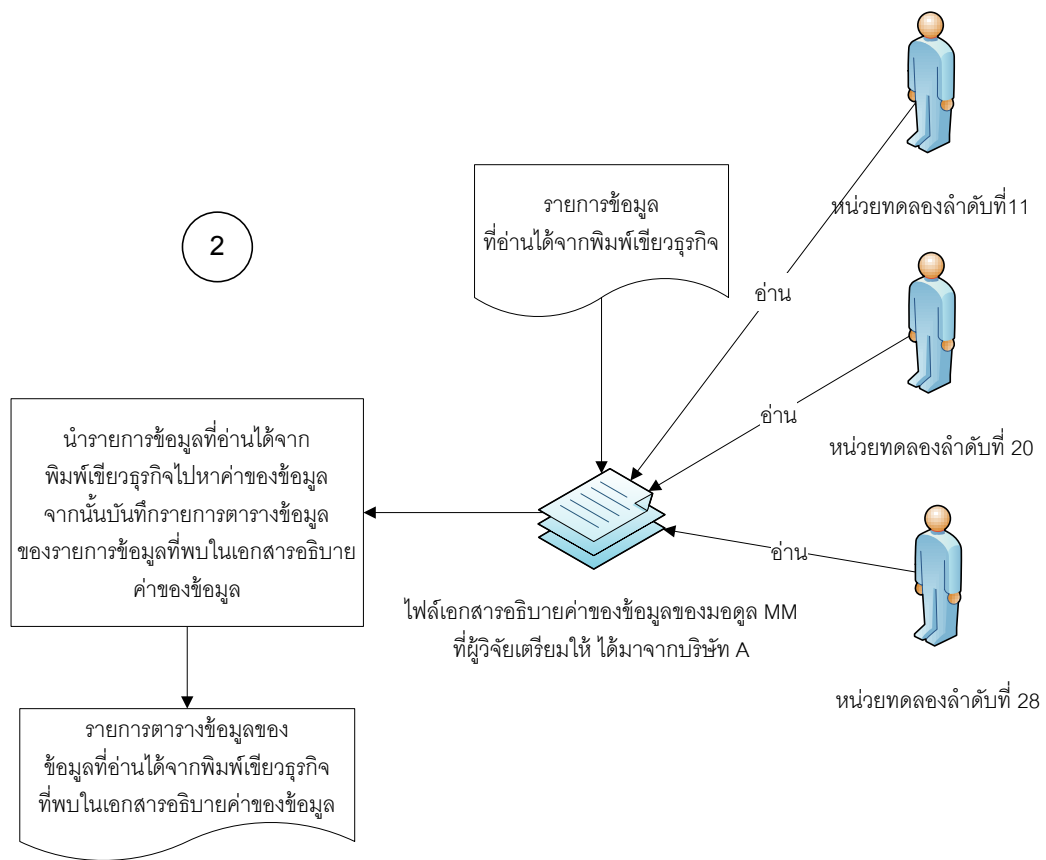 หน่วยทดลองลำดับที่11
รายการข้อมูล
ที่อ่านได้จากพิมพ์เขียวธุรกิจ
2
อ่าน
อ่าน
หน่วยทดลองลำดับที่ 20
นำรายการข้อมูลที่อ่านได้จาก
พิมพ์เขียวธุรกิจไปหาค่าของข้อมูล
จากนั้นบันทึกรายการตารางข้อมูล
ของรายการข้อมูลที่พบในเอกสารอธิบาย
ค่าของข้อมูล
อ่าน
ไฟล์เอกสารอธิบายค่าของข้อมูลของมอดูล MM
ที่ผู้วิจัยเตรียมให้ ได้มาจากบริษัท A
หน่วยทดลองลำดับที่ 28
รายการตารางข้อมูลของ
ข้อมูลที่อ่านได้จากพิมพ์เขียวธุรกิจ
ที่พบในเอกสารอธิบายค่าของข้อมูล